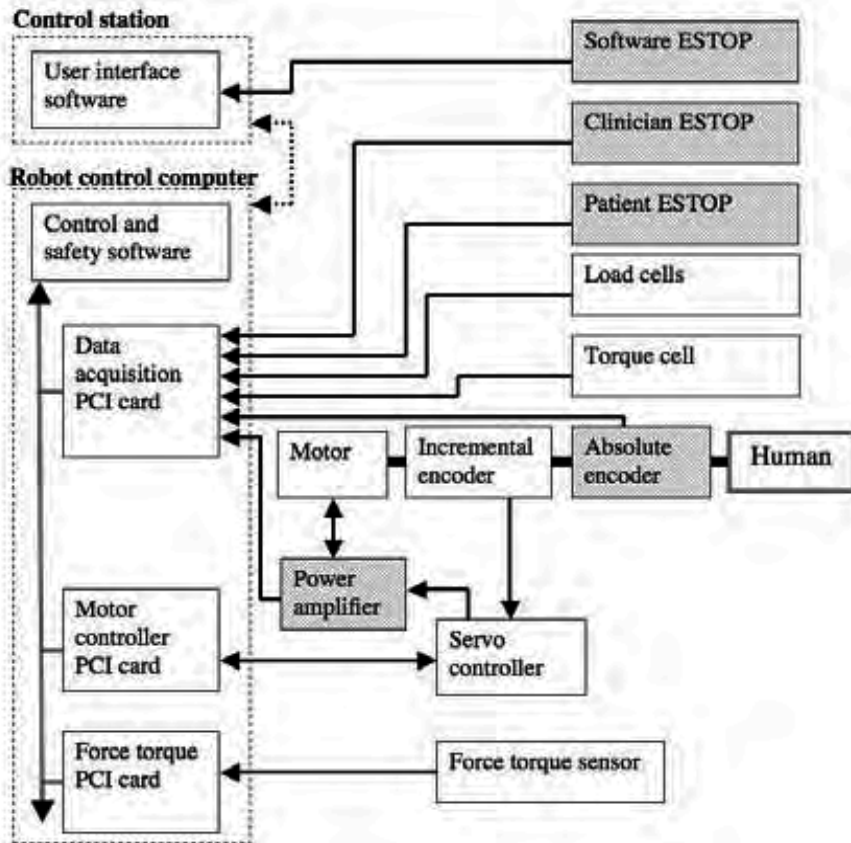 Control station
User interface
software
Software ESTOP
Clinician ESTOP
Robot control computer
Control and
safety software
Patient ESTOP
Load cells
Data
acquisition
PCI card
Torque cell
Motor
Incremental
encoder
Absolute
encoder
Human
Power
amplifier
Motor
controller
PCI card
Servo
controller
Force torque
PCI card
Force torque sensor